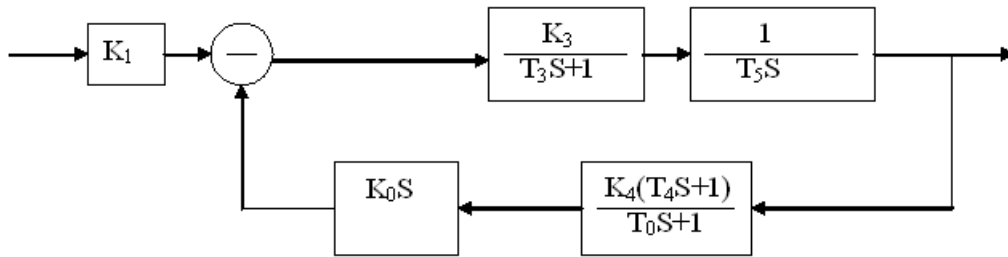 K₁
—
K₃
T₃S+1
1
T₅S
K₀S
K₄(T₄S+1)
T₀S+1